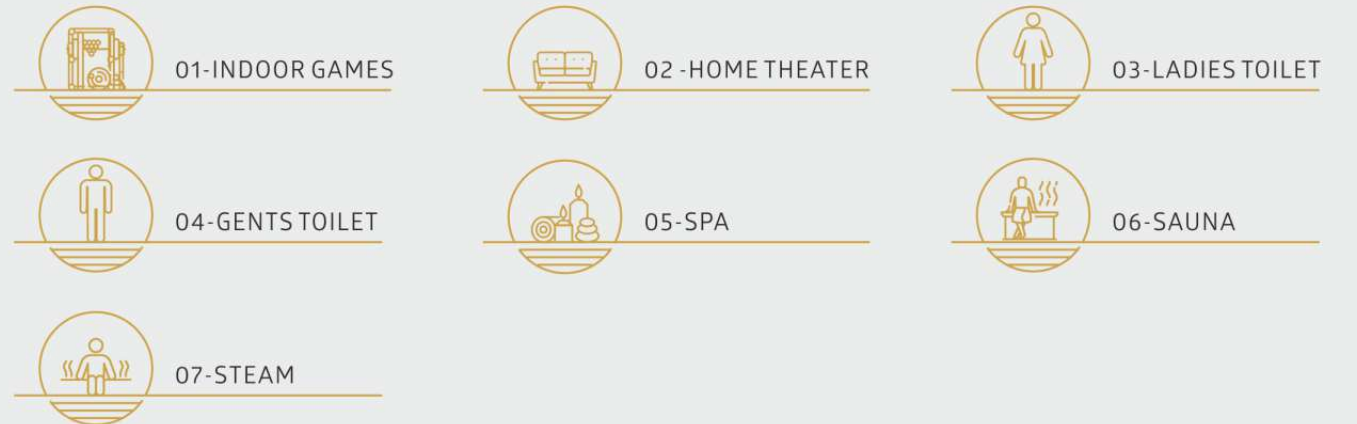 01-INDOOR GAMES
02 -HOME THEATER
03-LADIES TOILET
04-GENTS TOILET
05-SPA
06-SAUNA
07-STEAM